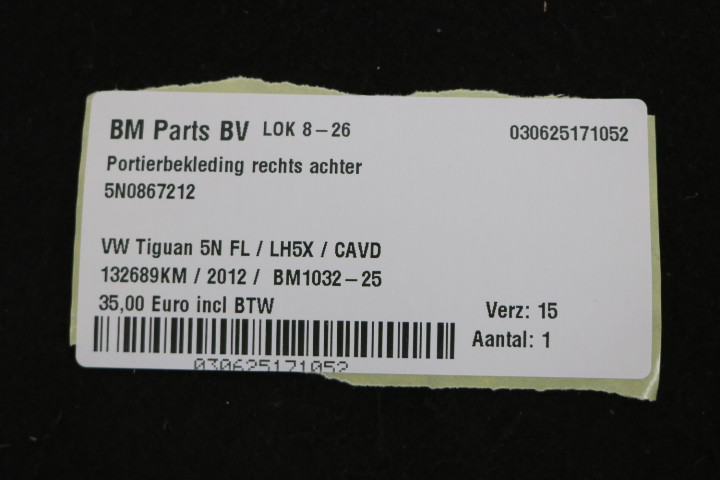 BM Parts BV LOK 8-26 030625171052
Portierbekleding rechts achter
5N0867212
VW Tiguan 5N FL / LH5X / CAVD
132689KM / 2012 / BM1032-25
35,00 Euro incl BTW Verz: 15
Aantal: 1
030625171052